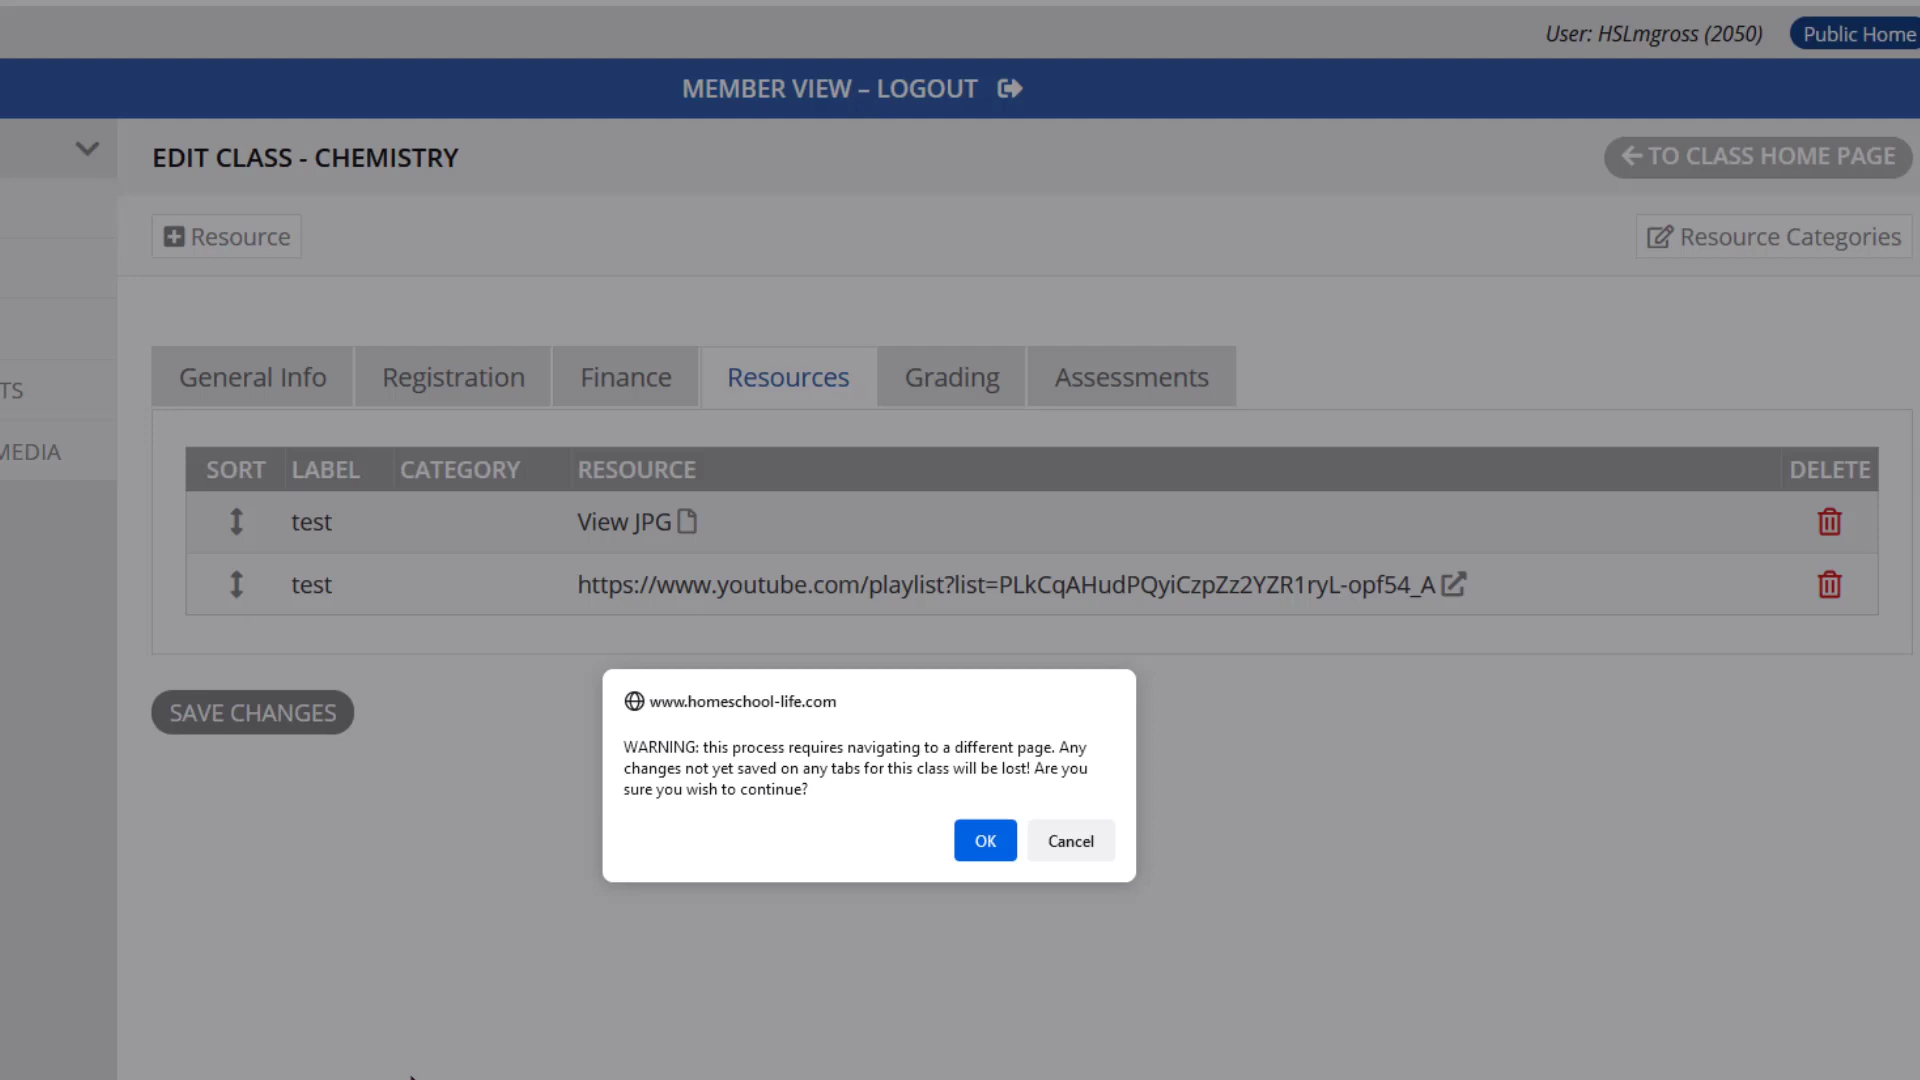 User: HSLmgross (2050)
Public Home
MEMBER VIEW – LOGOUT
EDIT CLASS - CHEMISTRY
TO CLASS HOME PAGE
Resource
Resource Categories
General Info
Registration
Finance
Resources
Grading
Assessments
TS
MEDIA
SORT LABEL CATEGORY RESOURCE DELETE
test View JPG
test https://www.youtube.com/playlist?list=PLkCqAHudPQyiCzpZz2YZR1ryL-opf54_A
SAVE CHANGES
www.homeschool-life.com
WARNING: this process requires navigating to a different page. Any
changes not yet saved on any tabs for this class will be lost! Are you
sure you wish to continue?
OK
Cancel